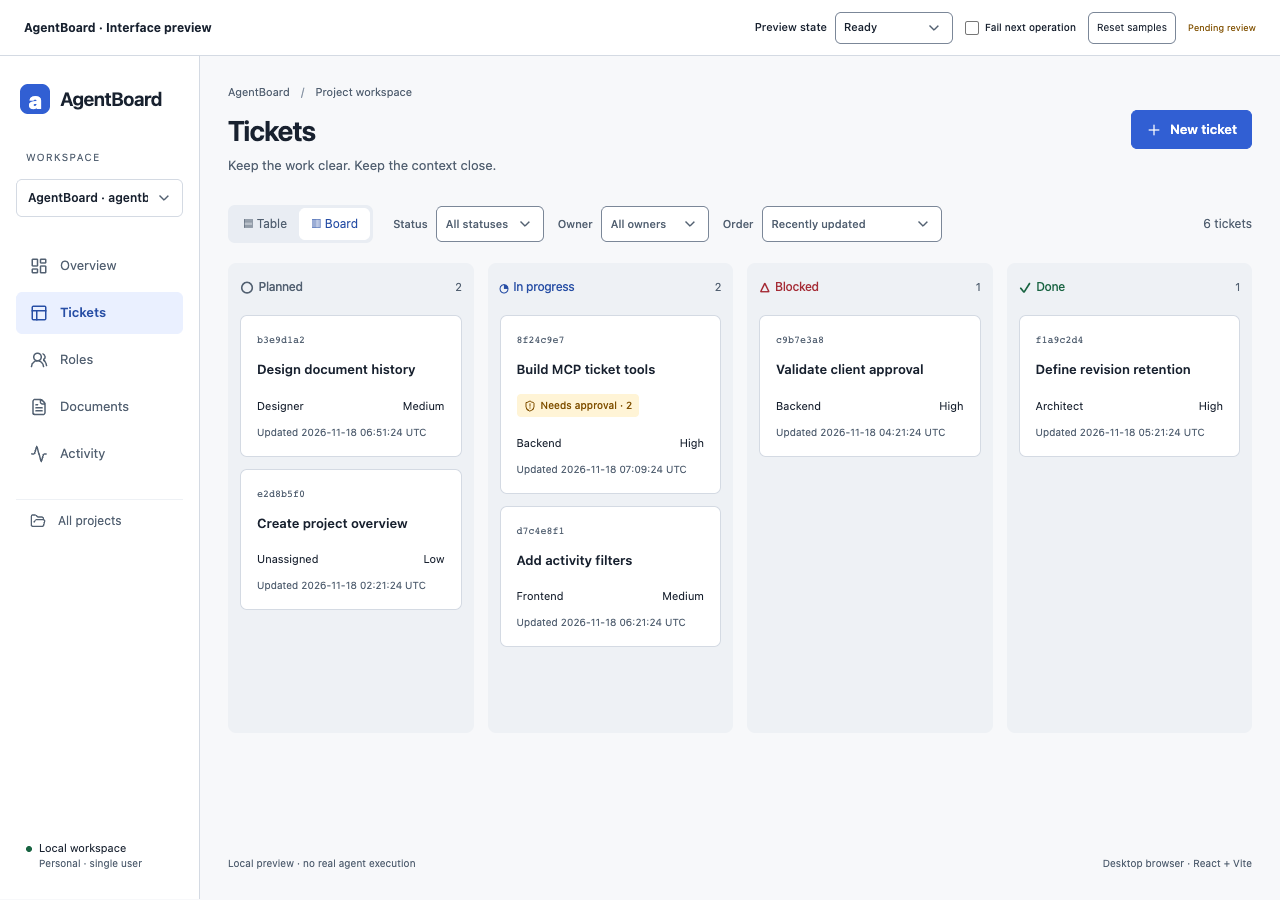 AgentBoard · Interface preview
Preview state Ready Fail next operation Reset samples Pending review
a AgentBoard
WORKSPACE
AgentBoard · agentb
Overview
Tickets
Roles
Documents
Activity
All projects
Local workspace
Personal · single user
AgentBoard / Project workspace
Tickets
New ticket
Keep the work clear. Keep the context close.
Table Board Status All statuses Owner All owners Order Recently updated 6 tickets
Planned 2
b3e9d1a2
Design document history
Designer Medium
Updated 2026-11-18 06:51:24 UTC
e2d8b5f0
Create project overview
Unassigned Low
Updated 2026-11-18 02:21:24 UTC
In progress 2
8f24c9e7
Build MCP ticket tools
Needs approval · 2
Backend High
Updated 2026-11-18 07:09:24 UTC
d7c4e8f1
Add activity filters
Frontend Medium
Updated 2026-11-18 06:21:24 UTC
Blocked 1
c9b7e3a8
Validate client approval
Backend High
Updated 2026-11-18 04:21:24 UTC
Done 1
f1a9c2d4
Define revision retention
Architect High
Updated 2026-11-18 05:21:24 UTC
Local preview · no real agent execution
Desktop browser · React + Vite